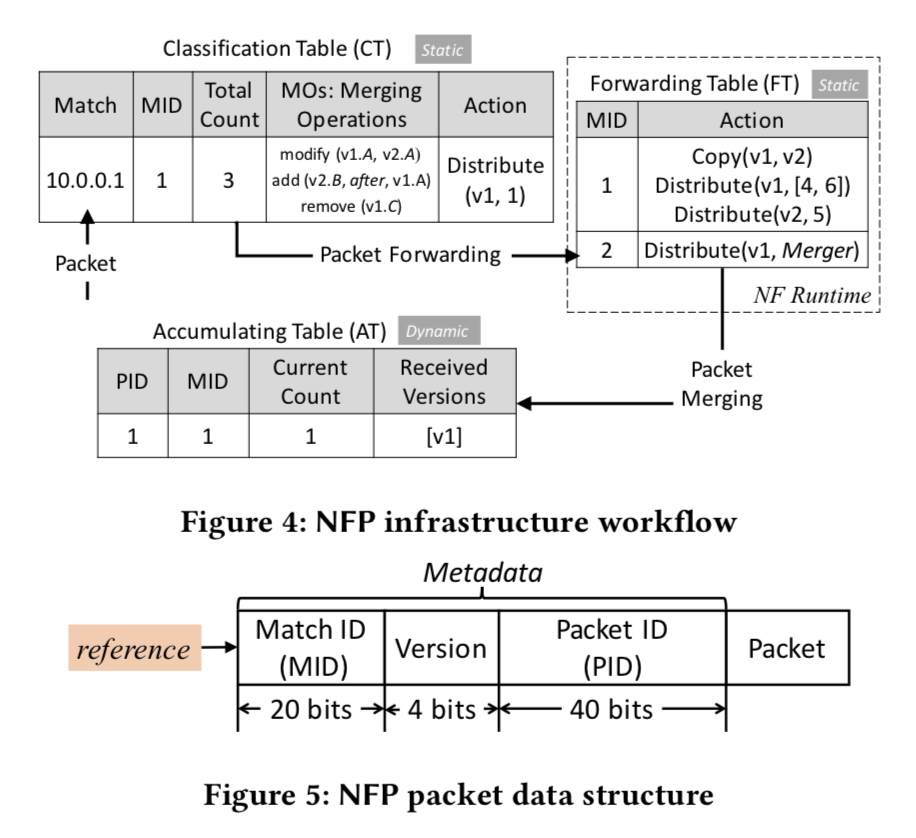 Classification Table (CT) Static
Match MID Total Count MOs: Merging Operations Action
10.0.0.1 1 3 modify (v1.A, v2.A) Distribute
add (v2.B, after, v1.A) (v1, 1)
remove (v1.C)
Forwarding Table (FT) Static
MID Action
1 Copy(v1, v2)
Distribute(v1, [4, 6])
Distribute(v2, 5)
2 Distribute(v1, Merger)
NF Runtime
Packet
Packet Forwarding
Packet
Merging
Accumulating Table (AT) Dynamic
PID MID Current Count Received Versions
1 1 1 [v1]
Figure 4: NFP infrastructure workflow
Metadata
reference
Match ID (MID) Version Packet ID (PID) Packet
20 bits 4 bits 40 bits
Figure 5: NFP packet data structure